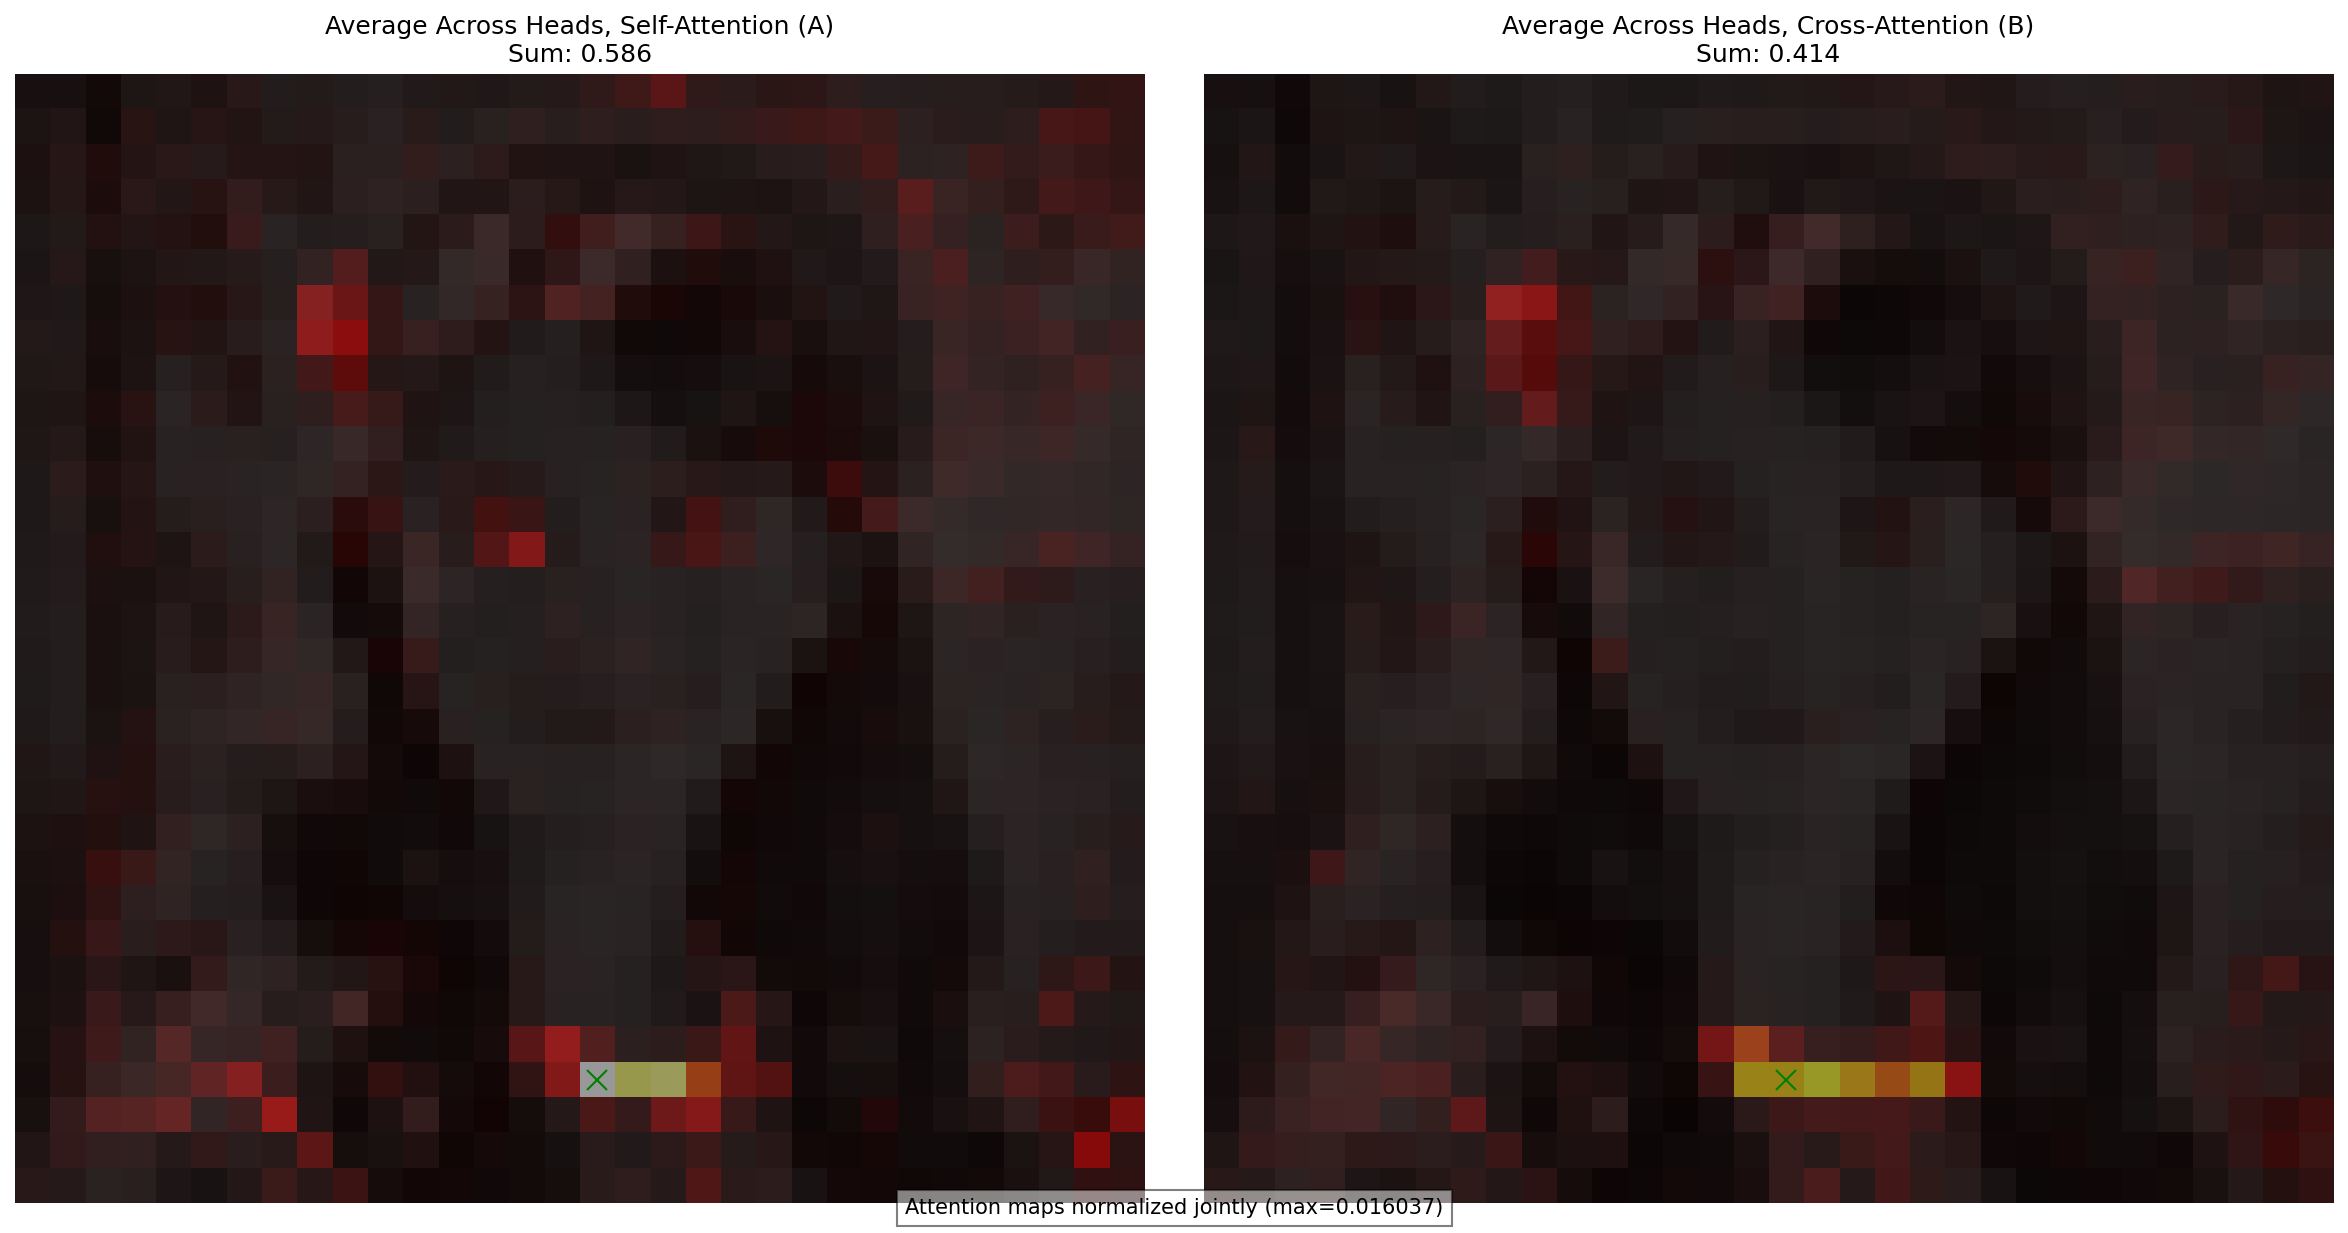 Average Across Heads, Self-Attention (A)
Sum: 0.586
Average Across Heads, Cross-Attention (B)
Sum: 0.414
Attention maps normalized jointly (max=0.016037)